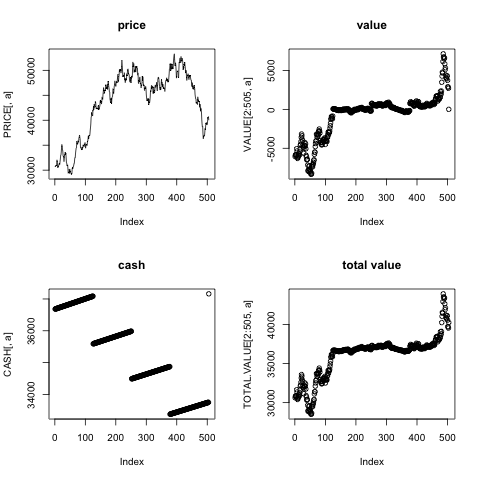 price
PRICE[, a]
30000 40000 50000
0 100 200 300 400 500
Index
value
VALUE[2:505, a]
5000 0 5000
0 100 200 300 400 500
Index
cash
CASH[, a]
34000 36000
0 100 200 300 400 500
Index
total value
TOTAL.VALUE[2:505, a]
30000 35000 40000
0 100 200 300 400 500
Index